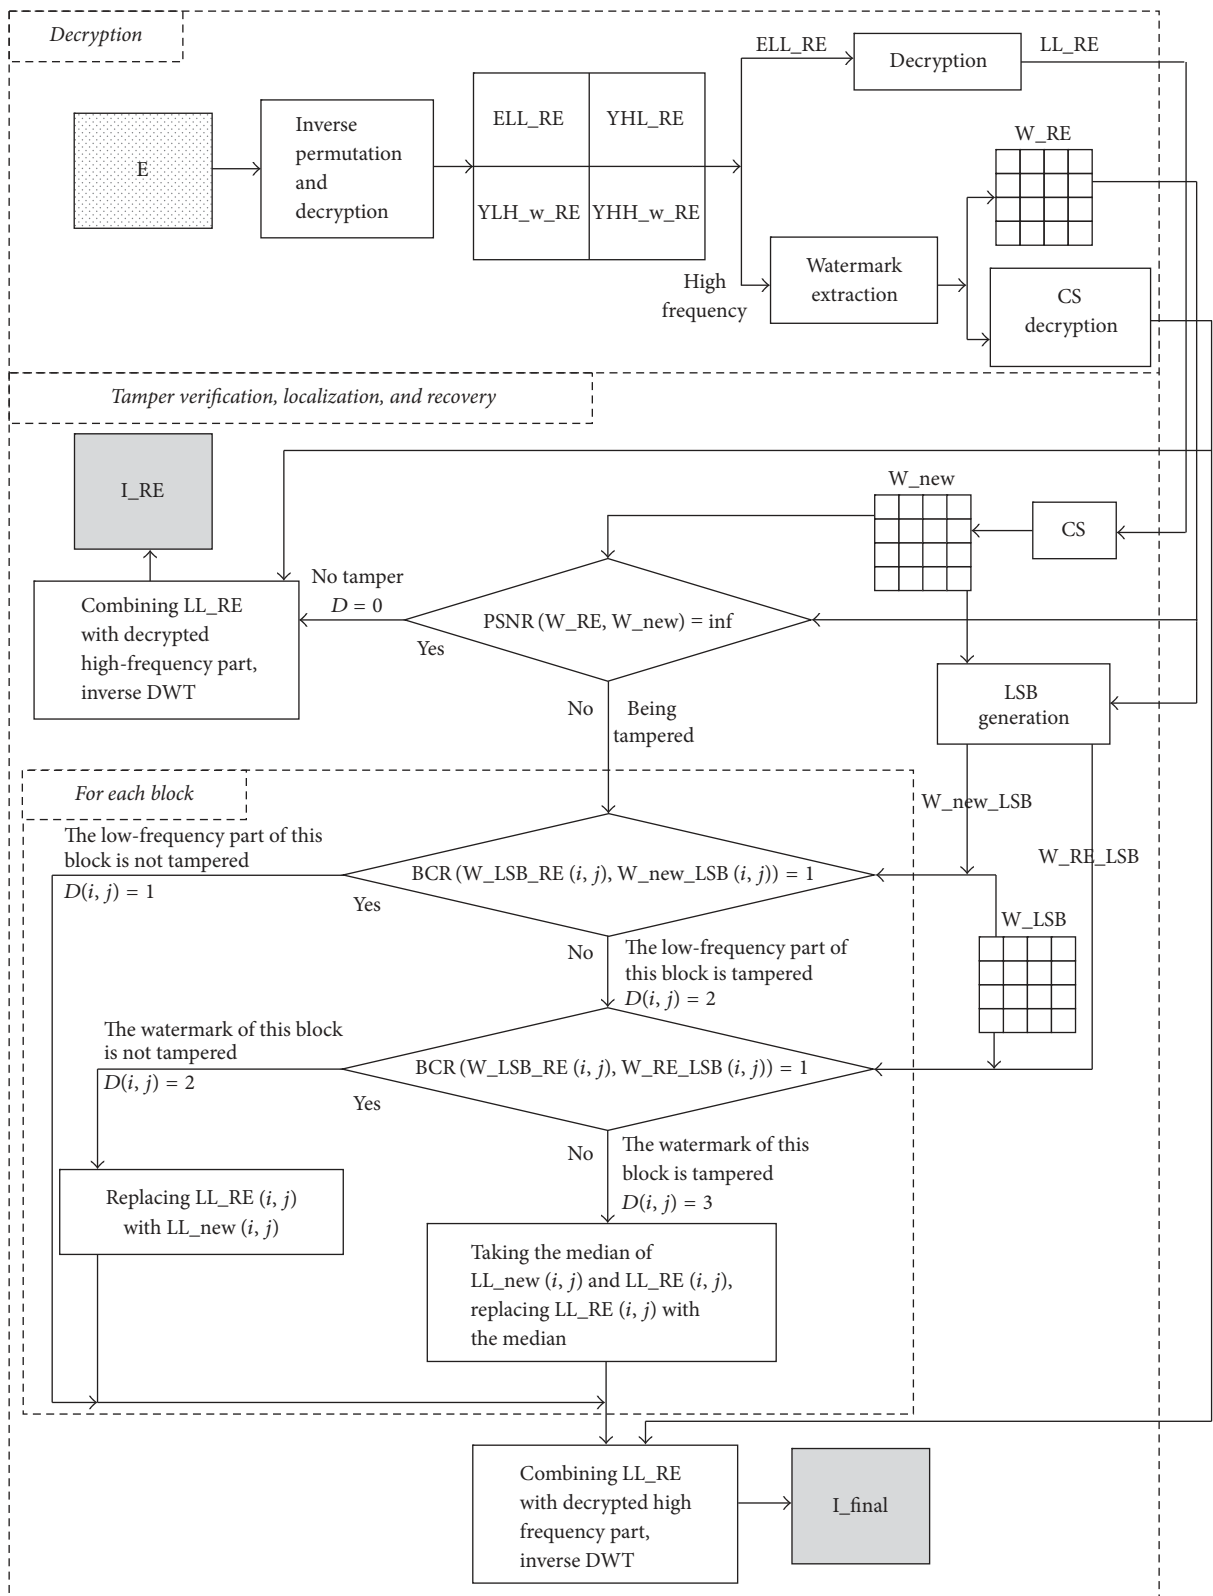 Decryption
E
Inverse
permutation
and
decryption
ELL_RE
YHL_RE
YLH_w_RE
YHH_w_RE
ELL_RE
Decryption
LL_RE
W_RE
High
frequency
Watermark
extraction
CS
decryption
Tamper verification, localization, and recovery
I_RE
W_new
CS
No tamper
D = 0
Combining LL_RE
with decrypted
high-frequency part,
inverse DWT
PSNR (W_RE, W_new) = inf
Yes
No
Being
tampered
LSB
generation
For each block
W_new_LSB
W_RE_LSB
The low-frequency part of this
block is not tampered
D(i, j) = 1
BCR (W_LSB_RE (i, j), W_new_LSB (i, j)) = 1
Yes
W_LSB
No
The low-frequency part of
this block is tampered
D(i, j) = 2
The watermark of this block
is not tampered
D(i, j) = 2
BCR (W_LSB_RE (i, j), W_RE_LSB (i, j)) = 1
Yes
No
The watermark of this
block is tampered
D(i, j) = 3
Replacing LL_RE (i, j)
with LL_new (i, j)
Taking the median of
LL_new (i, j) and LL_RE (i, j),
replacing LL_RE (i, j) with
the median
Combining LL_RE
with decrypted high
frequency part,
inverse DWT
I_final